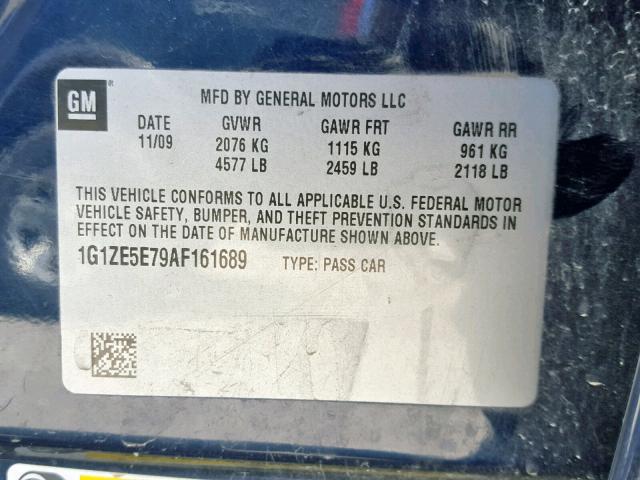 GM ®
MFD BY GENERAL MOTORS LLC
DATE GVWR GAWR FRT GAWR RR
11/09 2076 KG 1115 KG 961 KG
4577 LB 2459 LB 2118 LB
THIS VEHICLE CONFORMS TO ALL APPLICABLE U.S. FEDERAL MOTOR
VEHICLE SAFETY, BUMPER, AND THEFT PREVENTION STANDARDS IN
EFFECT ON THE DATE OF MANUFACTURE SHOWN ABOVE.
1G1ZE5E79AF161689 TYPE: PASS CAR